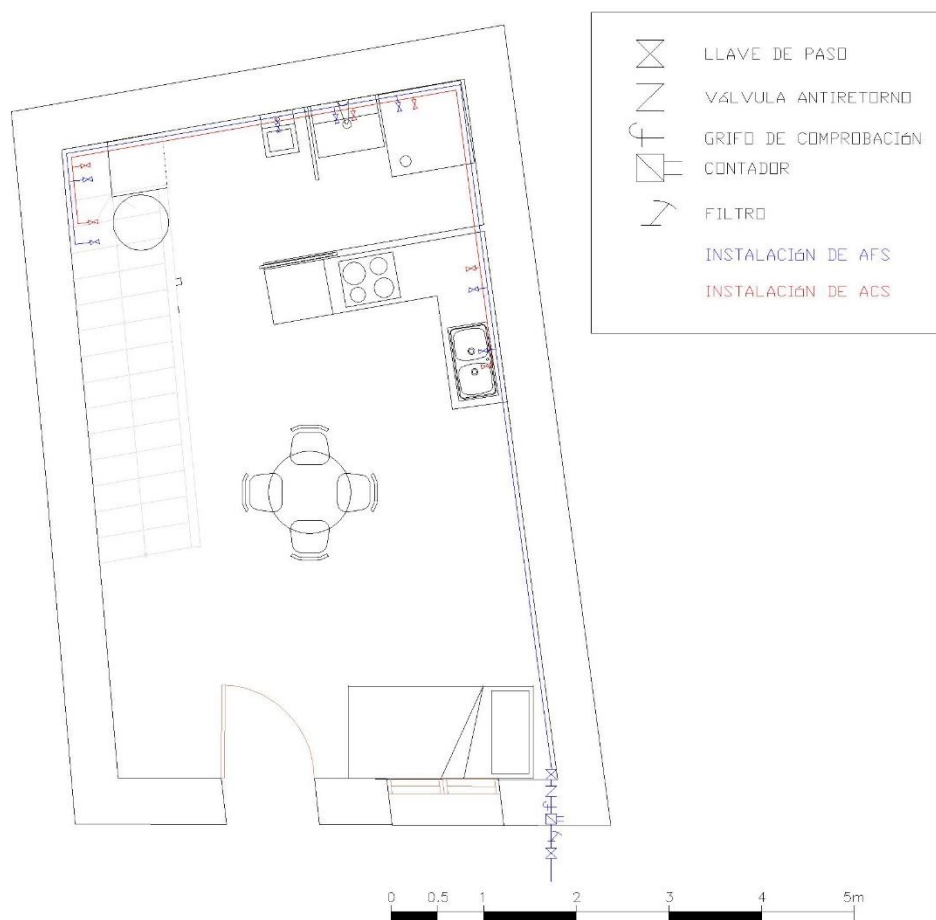 LLAVE DE PASO
VÁLVULA ANTIRETORNO
GRIFO DE COMPROBACIÓN
CONTADOR
FILTRO
INSTALACIÓN DE AFS
INSTALACIÓN DE ACS
0 0.5 1 2 3 4 5m